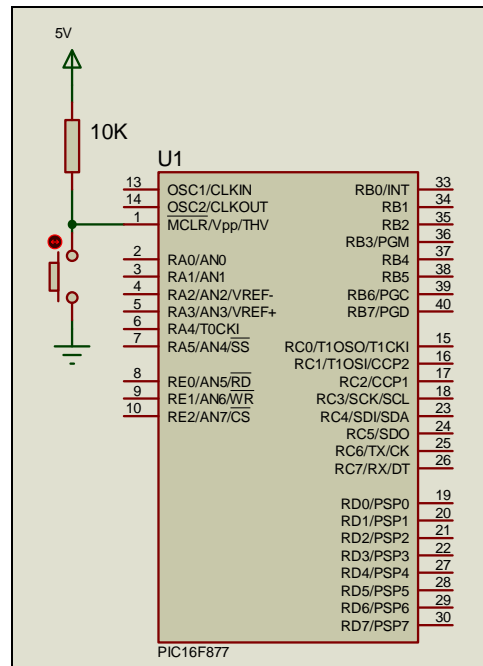 5V
10K
U1
13 OSC1/CLKIN
14 OSC2/CLKOUT
1 MCLR/Vpp/THV
2 RA0/AN0
3 RA1/AN1
4 RA2/AN2/VREF-
5 RA3/AN3/VREF+
6 RA4/T0CKI
7 RA5/AN4/SS
8 RE0/AN5/RD
9 RE1/AN6/WR
10 RE2/AN7/CS
RB0/INT 33
RB1 34
RB2 35
RB3/PGM 36
RB4 37
RB5 38
RB6/PGC 39
RB7/PGD 40
RC0/T1OSO/T1CKI 15
RC1/T1OSI/CCP2 16
RC2/CCP1 17
RC3/SCK/SCL 18
RC4/SDI/SDA 23
RC5/SDO 24
RC6/TX/CK 25
RC7/RX/DT 26
RD0/PSP0 19
RD1/PSP1 20
RD2/PSP2 21
RD3/PSP3 22
RD4/PSP4 27
RD5/PSP5 28
RD6/PSP6 29
RD7/PSP7 30
PIC16F877